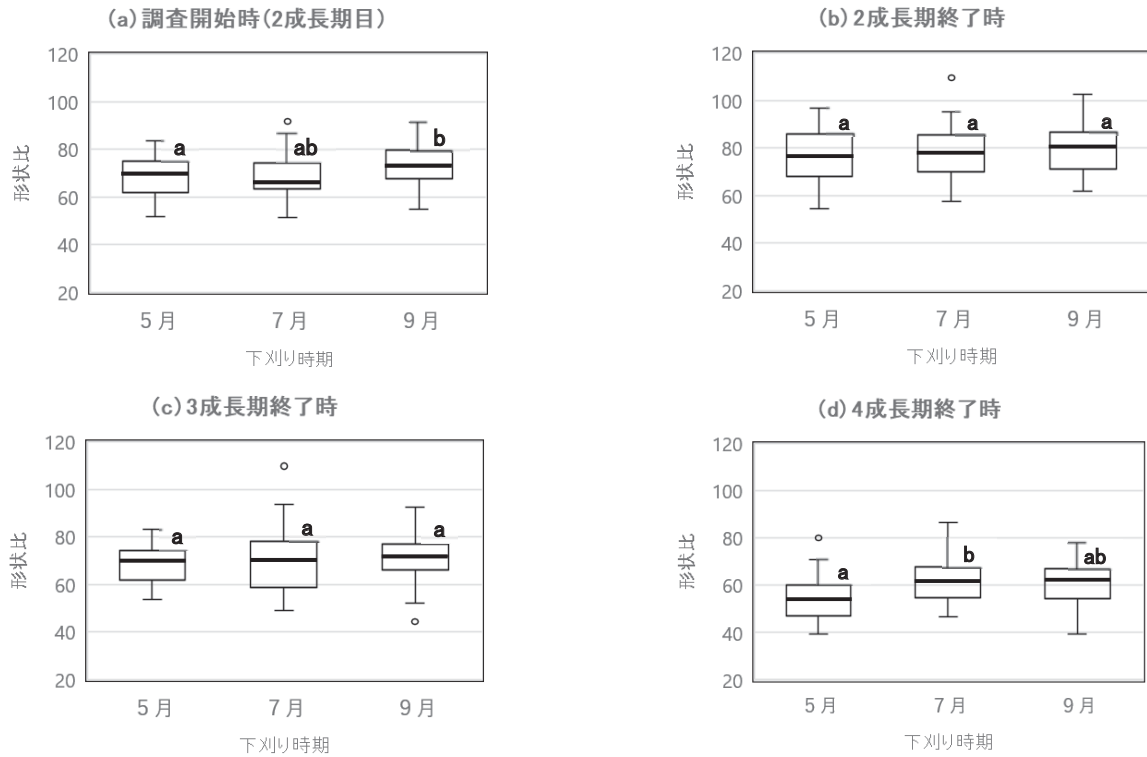 (a)調査開始時(2成長期目)
120
100
80
60
40
20
形状比
a
ab
b
5月
7月
9月
下刈り時期
(b)2成長期終了時
120
100
80
60
40
20
形状比
a
a
a
5月
7月
9月
下刈り時期
(c)3成長期終了時
120
100
80
60
40
20
形状比
a
a
a
5月
7月
9月
下刈り時期
(d)4成長期終了時
120
100
80
60
40
20
形状比
a
b
ab
5月
7月
9月
下刈り時期